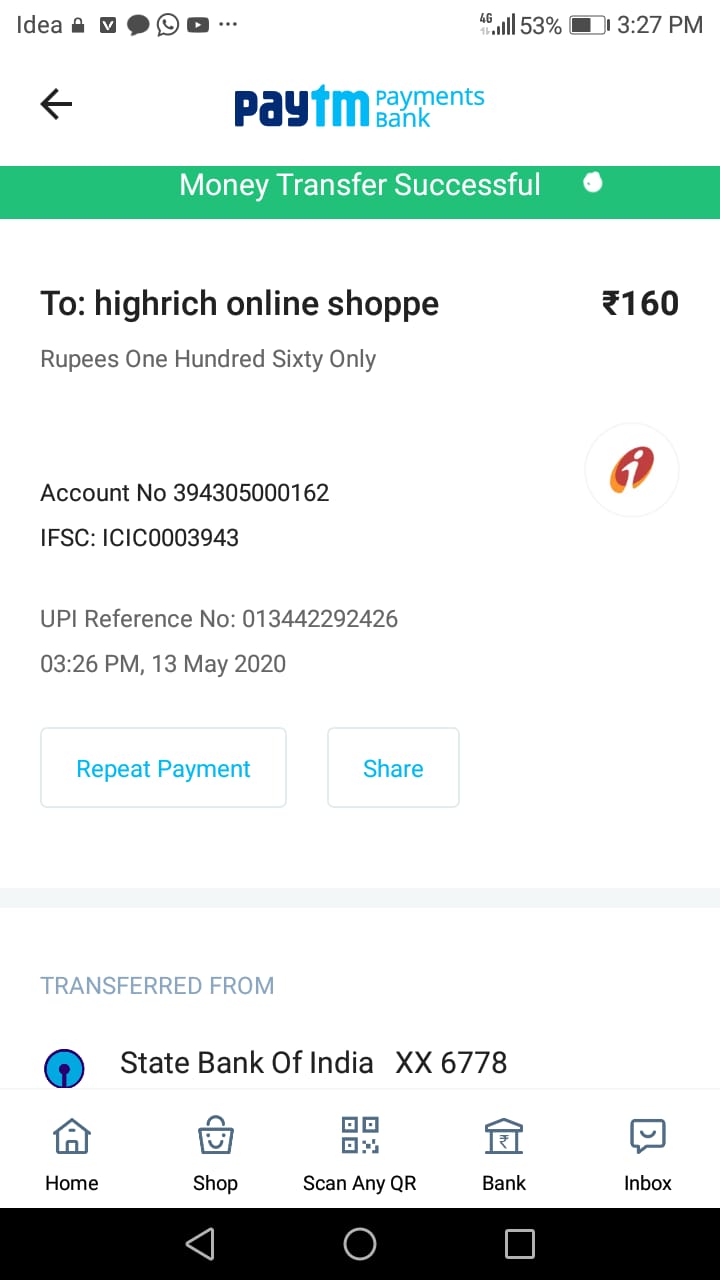 Idea 4G 53% 3:27 PM
paytm payments bank
Money Transfer Successful
To: highrich online shoppe ₹160
Rupees One Hundred Sixty Only
Account No 394305000162
IFSC: ICIC0003943
UPI Reference No: 013442292426
03:26 PM, 13 May 2020
Repeat Payment Share
TRANSFERRED FROM
State Bank Of India XX 6778
Home Shop Scan Any QR Bank Inbox